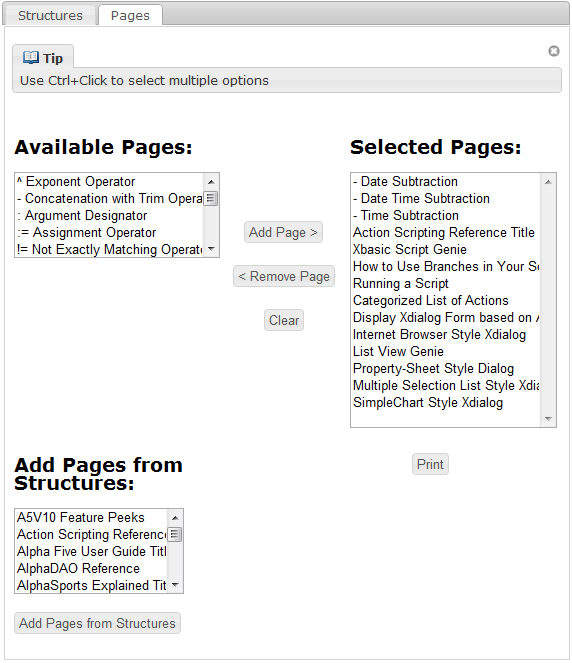 Structures Pages
Tip
Use Ctrl+Click to select multiple options
Available Pages:
^ Exponent Operator
- Concatenation with Trim Opera
: Argument Designator
:= Assignment Operator
!= Not Exactly Matching Operato
Add Page >
< Remove Page
Clear
Selected Pages:
- Date Subtraction
- Date Time Subtraction
- Time Subtraction
Action Scripting Reference Title
Xbasic Script Genie
How to Use Branches in Your Sc
Running a Script
Categorized List of Actions
Display Xdialog Form based on A
Internet Browser Style Xdialog
List View Genie
Property-Sheet Style Dialog
Multiple Selection List Style Xdia
SimpleChart Style Xdialog
Print
Add Pages from
Structures:
A5V10 Feature Peeks
Action Scripting Reference
Alpha Five User Guide Titl
AlphaDAO Reference
AlphaSports Explained Tit
Add Pages from Structures